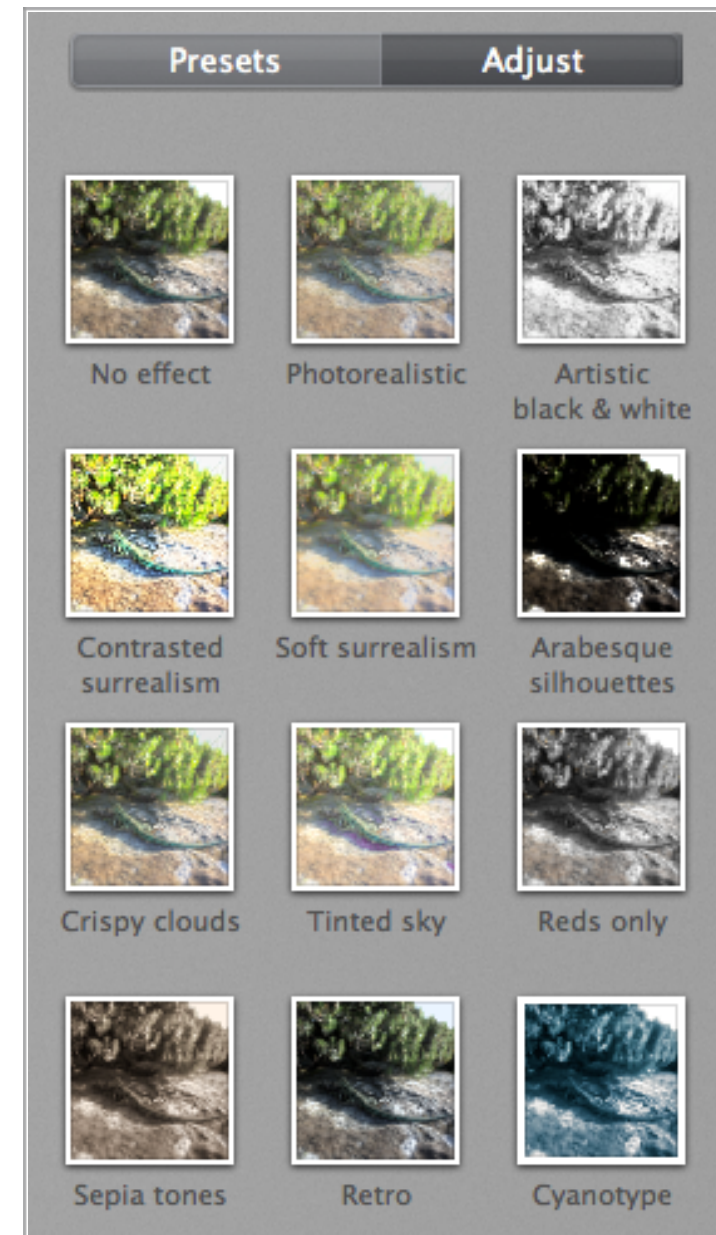 Presets Adjust
No effect Photorealistic Artistic
black & white
Contrasted Soft surrealism Arabesque
surrealism silhouettes
Crispy clouds Tinted sky Reds only
Sepia tones Retro Cyanotype